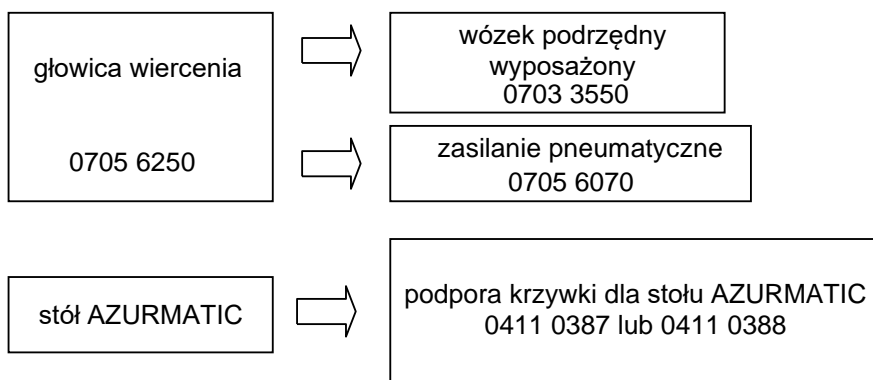 głowica wiercenia
0705 6250
wózek podrzędny
wyposażony
0703 3550
zasilanie pneumatyczne
0705 6070
stół AZURMATIC
podpora krzywki dla stołu AZURMATIC
0411 0387 lub 0411 0388